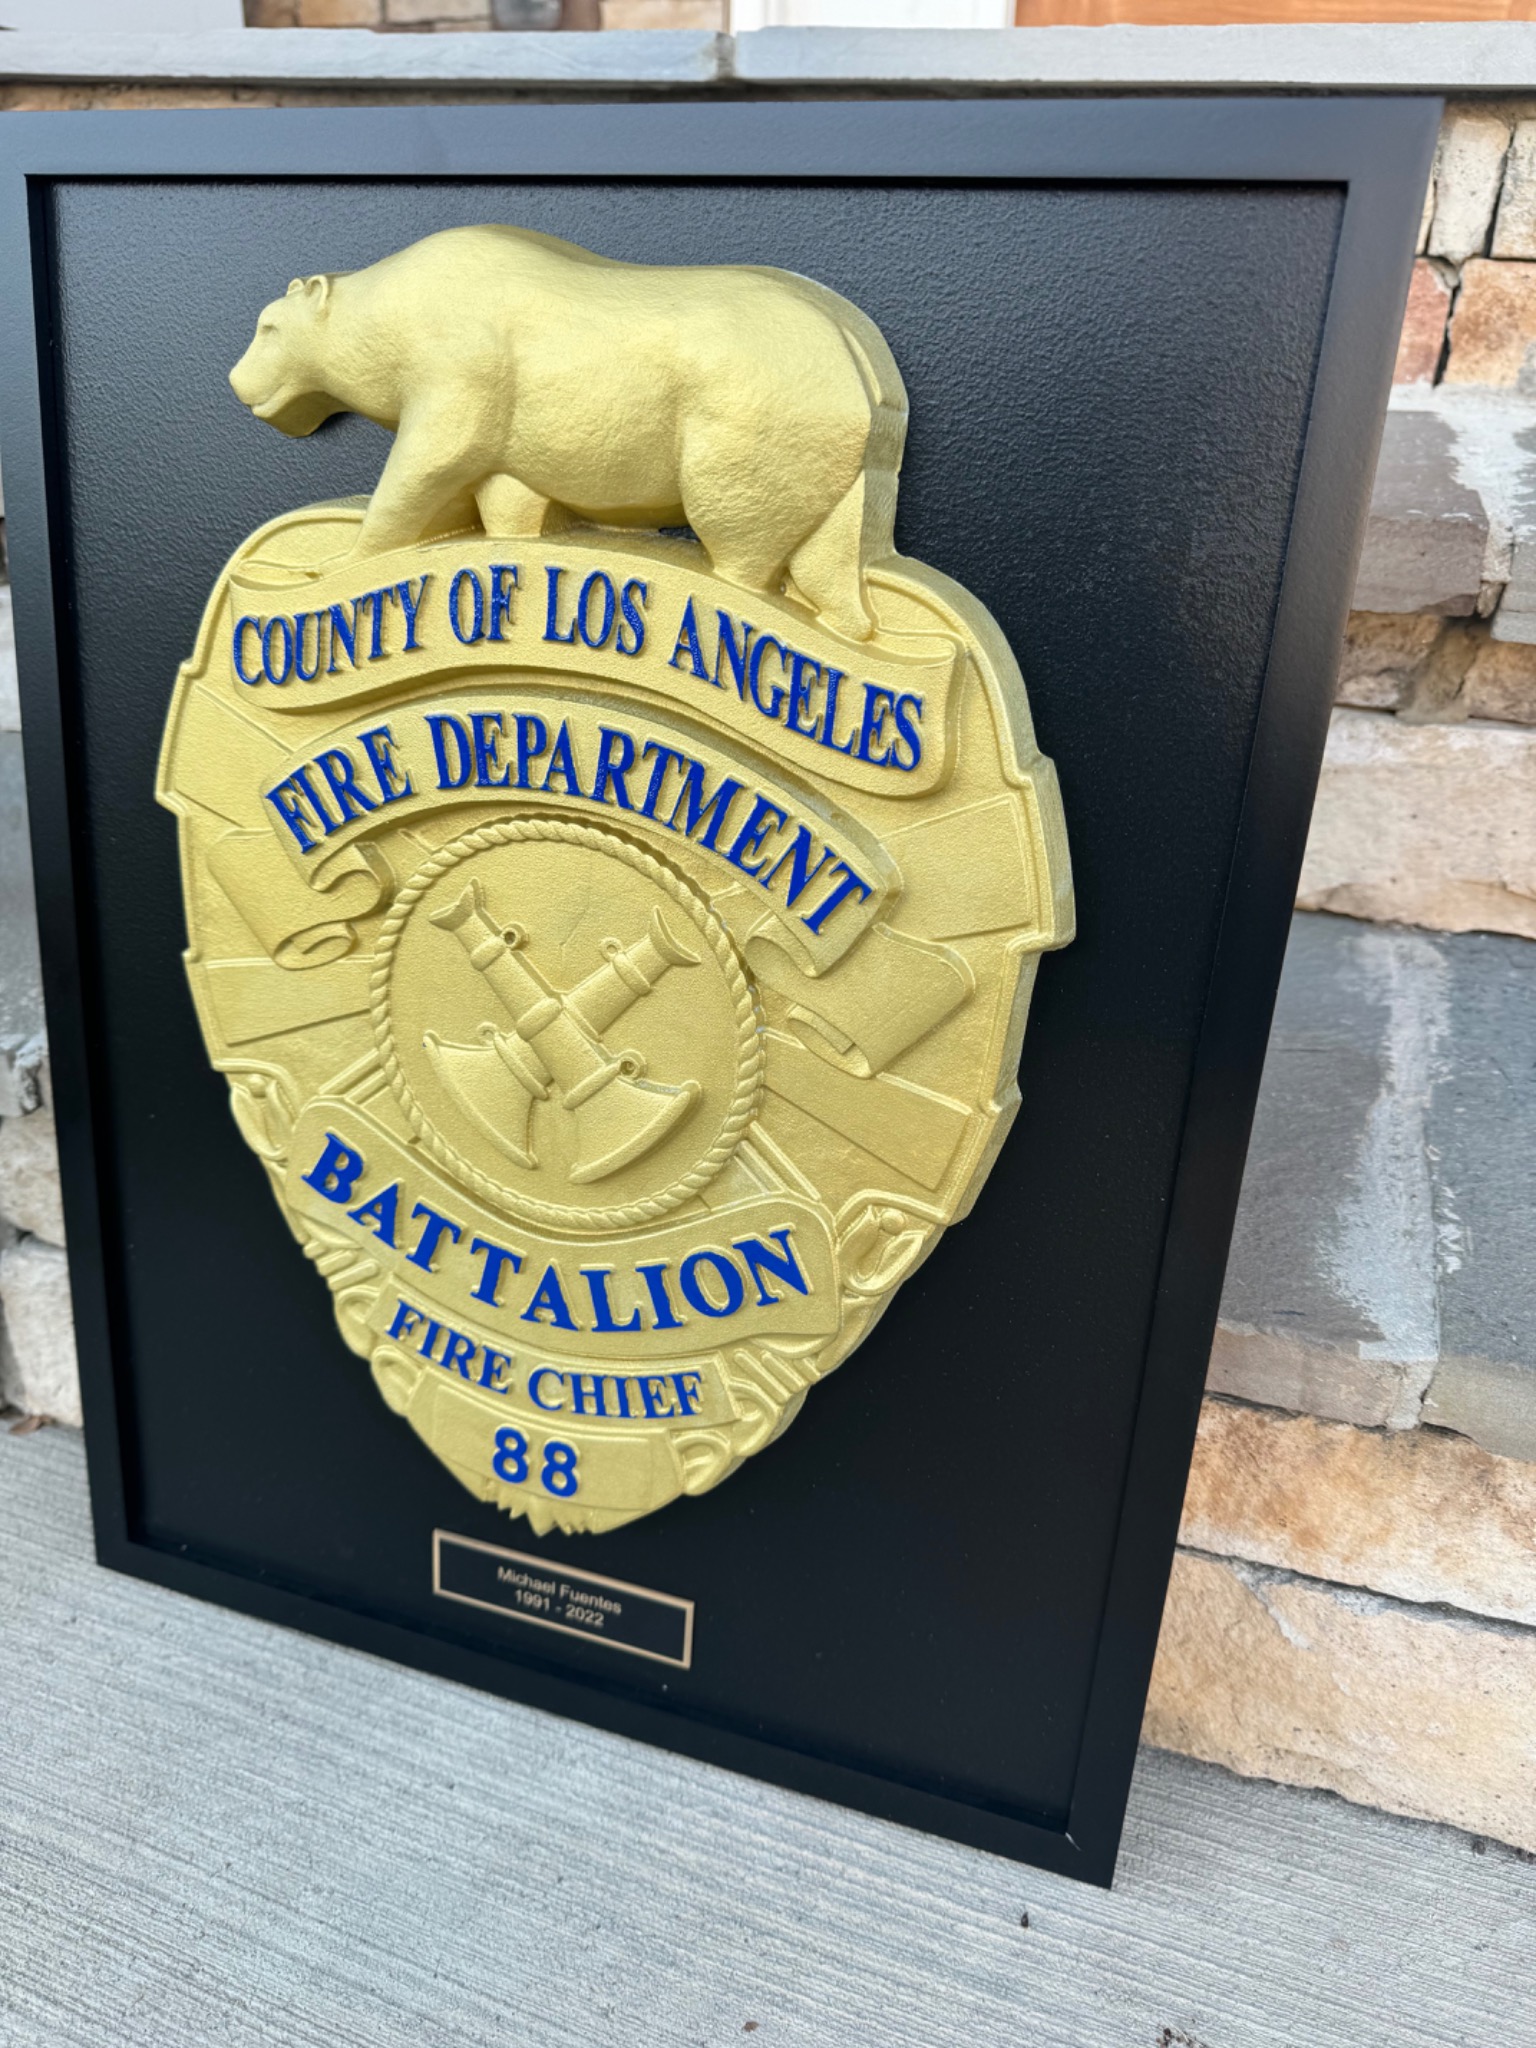 COUNTY OF LOS ANGELES
FIRE DEPARTMENT
BATTALION
FIRE CHIEF
88
Michael Fuentes
1991 - 2022